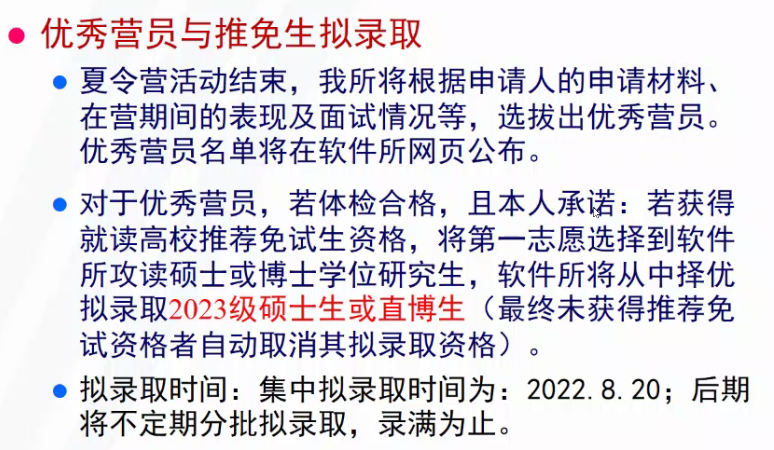 优秀营员与推免生拟录取
夏令营活动结束，我所将根据申请人的申请材料、
在营期间的表现及面试情况等，选拔出优秀营员。
优秀营员名单将在软件所网页公布。
对于优秀营员，若体检合格，且本人承诺：若获得
就读高校推荐免试生资格，将第一志愿选择到软件
所攻读硕士或博士学位研究生，软件所将从中择优
拟录取2023级硕士生或直博生（最终未获得推荐免
试资格者自动取消其拟录取资格）。
拟录取时间：集中拟录取时间为：2022.8.20；后期
将不定期分批拟录取，录满为止。